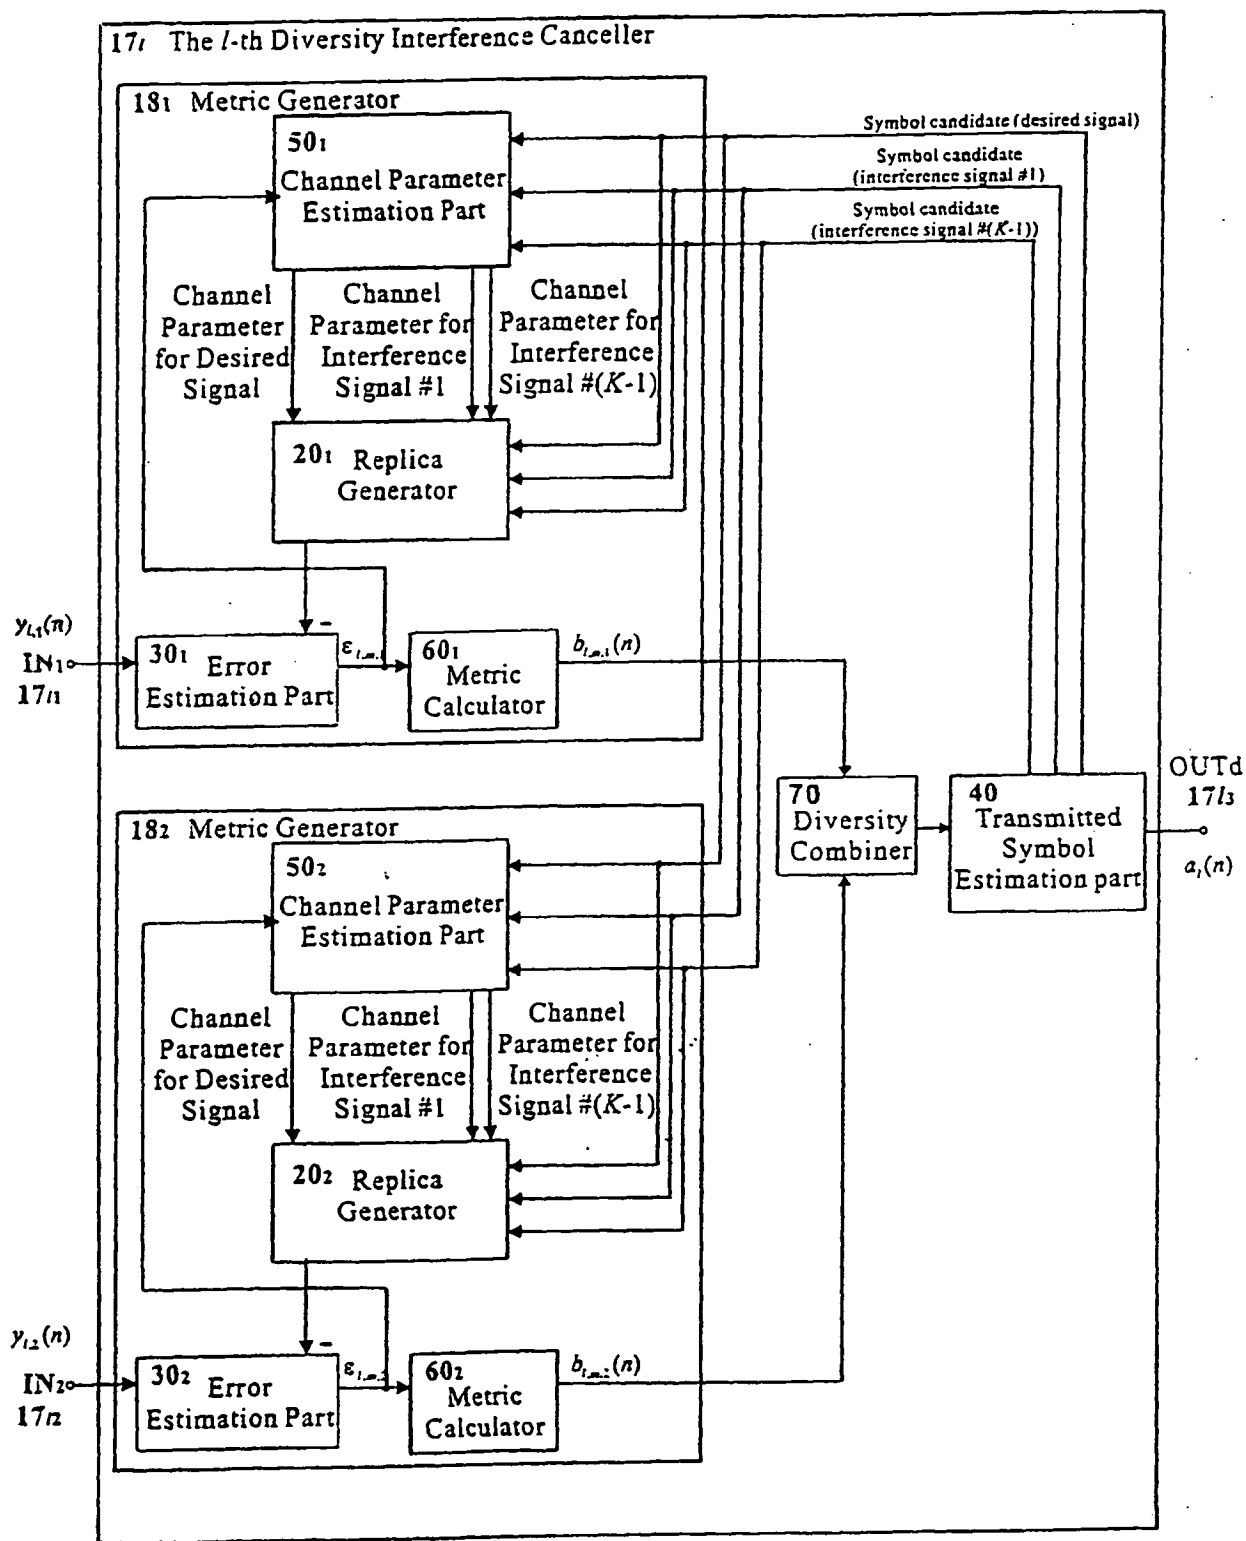 17l The l-th Diversity Interference Canceller
181 Metric Generator
501
Channel Parameter
Estimation Part
Symbol candidate (desired signal)
Symbol candidate
(interference signal #1)
Symbol candidate
(interference signal #(K-1))
Channel
Parameter
for Desired
Signal
Channel
Parameter for
Interference
Signal #1
Channel
Parameter for
Interference
Signal #(K-1)
201 Replica
Generator
yl,1(n)
IN1
17l1
301 Error
Estimation Part
-
εl,m,1
601
Metric
Calculator
bl,m,1(n)
70
Diversity
Combiner
40
Transmitted
Symbol
Estimation part
OUTd
17l3
al(n)
182 Metric Generator
502
Channel Parameter
Estimation Part
Channel
Parameter
for Desired
Signal
Channel
Parameter for
Interference
Signal #1
Channel
Parameter for
Interference
Signal #(K-1)
202 Replica
Generator
yl,2(n)
IN2
17l2
302 Error
Estimation Part
-
εl,m,2
602
Metric
Calculator
bl,m,2(n)